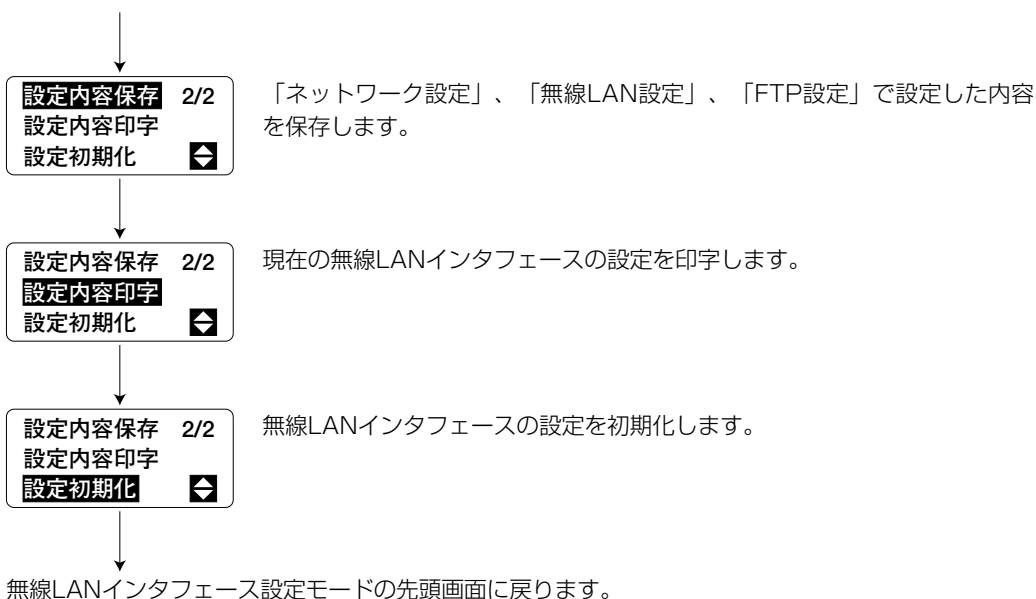 設定内容保存 2/2
設定内容印字
設定初期化
「ネットワーク設定」、「無線LAN設定」、「FTP設定」で設定した内容
を保存します。
設定内容保存 2/2
設定内容印字
設定初期化
現在の無線LANインタフェースの設定を印字します。
設定内容保存 2/2
設定内容印字
設定初期化
無線LANインタフェースの設定を初期化します。
無線LANインタフェース設定モードの先頭画面に戻ります。